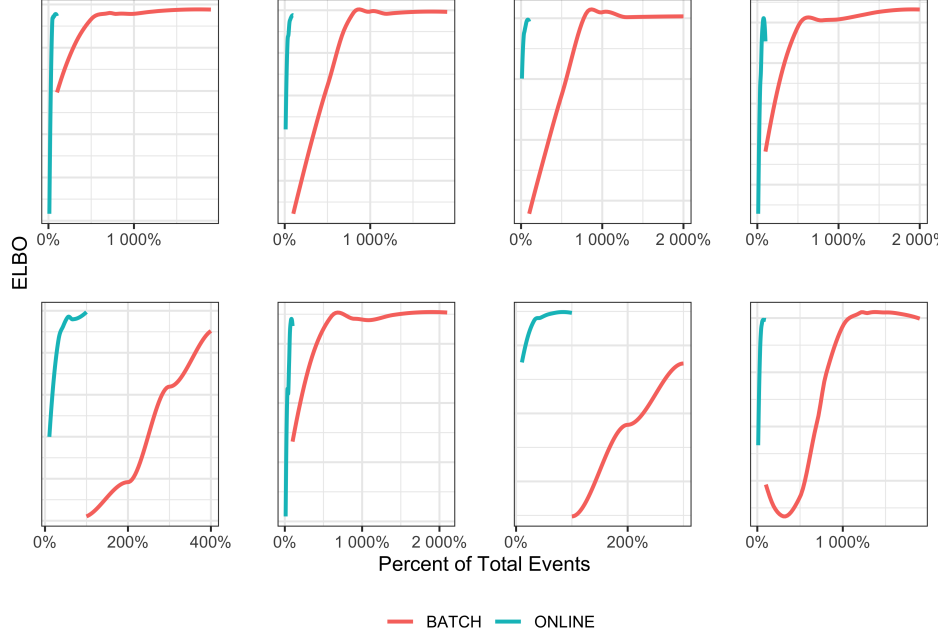 0% 1 000% 0% 1 000% 0% 1 000% 2 000% 0% 1 000% 2 000%
ELBO
0% 200% 400% 0% 1 000% 2 000% 0% 200% 0% 1 000%
Percent of Total Events
BATCH ONLINE